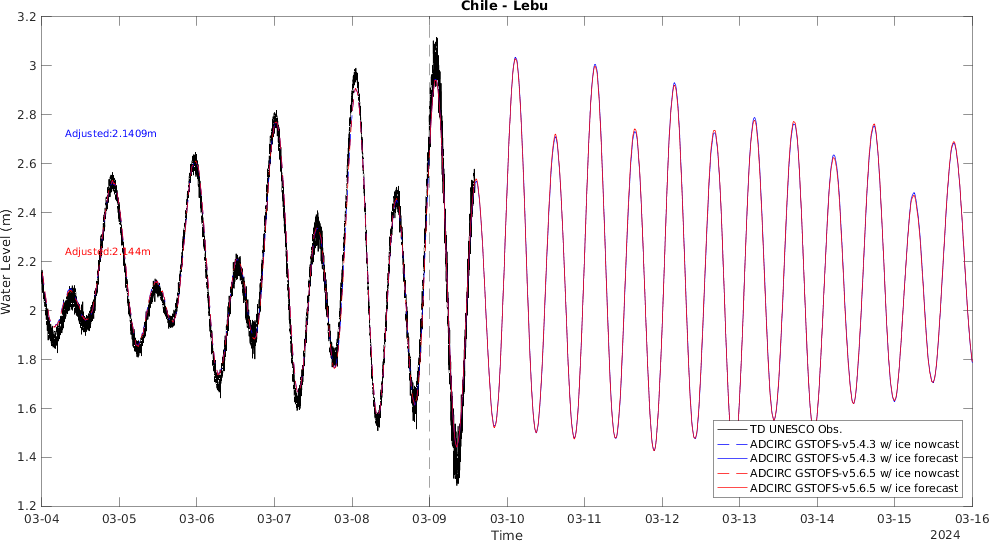 Chile - Lebu
3.2
3
2.8
2.6
2.4
2.2
2
1.8
1.6
1.4
1.2
Water Level (m)
Adjusted:2.1409m
Adjusted:2.144m
TD UNESCO Obs.
ADCIRC GSTOFS-v5.4.3 w/ ice nowcast
ADCIRC GSTOFS-v5.4.3 w/ ice forecast
ADCIRC GSTOFS-v5.6.5 w/ ice nowcast
ADCIRC GSTOFS-v5.6.5 w/ ice forecast
03-04 03-05 03-06 03-07 03-08 03-09 03-10 03-11 03-12 03-13 03-14 03-15 03-16
Time
2024